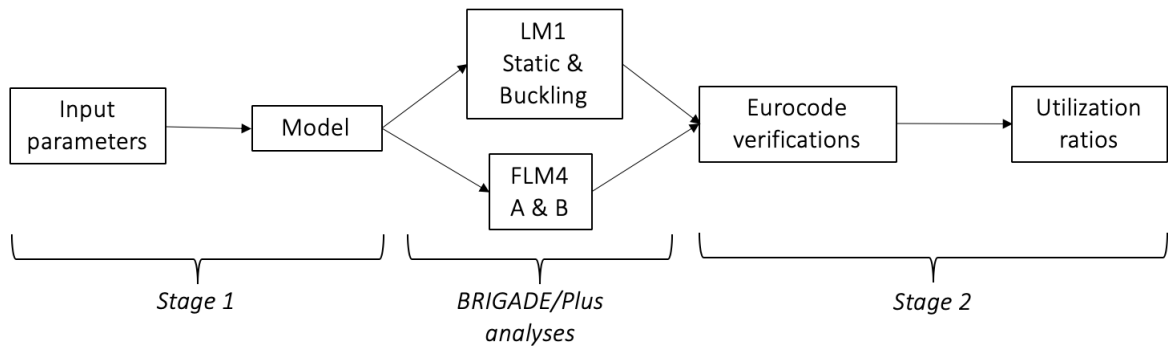 Input
parameters
Model
LM1
Static &
Buckling
FLM4
A & B
Eurocode
verifications
Utilization
ratios
Stage 1
BRIGADE/Plus
analyses
Stage 2